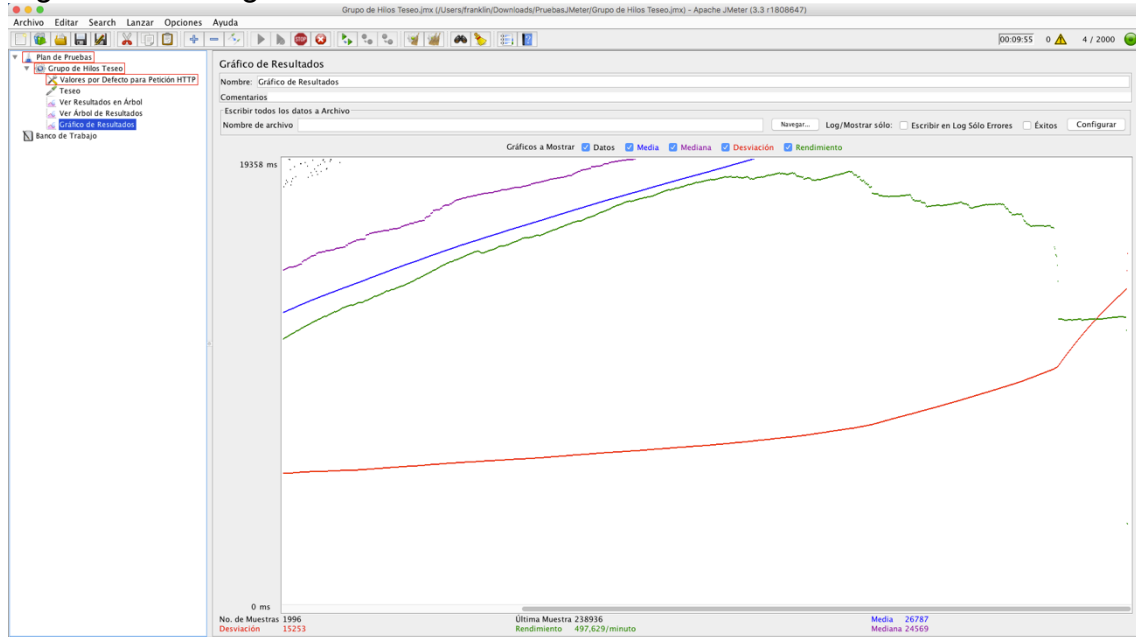 Grupo de Hilos Teseo.jmx (/Users/franklin/Downloads/PruebasJMeter/Grupo de Hilos Teseo.jmx) - Apache JMeter (3.3 r1808647)
Archivo Editar Search Lanzar Opciones Ayuda
STOP
00:09:55 0 4 / 2000
Plan de Pruebas
Grupo de Hilos Teseo
Valores por Defecto para Petición HTTP
Teseo
Ver Resultados en Árbol
Ver Árbol de Resultados
Gráfico de Resultados
Banco de Trabajo
Gráfico de Resultados
Nombre: Gráfico de Resultados
Comentarios
Escribir todos los datos a Archivo
Nombre de archivo Navegar... Log/Mostrar sólo: Escribir en Log Sólo Errores Éxitos Configurar
Gráficos a Mostrar Datos Media Mediana Desviación Rendimiento
19358 ms
0 ms
No. de Muestras 1996 Última Muestra 238936 Media 26787
Desviación 15253 Rendimiento 497,629/minuto Mediana 24569